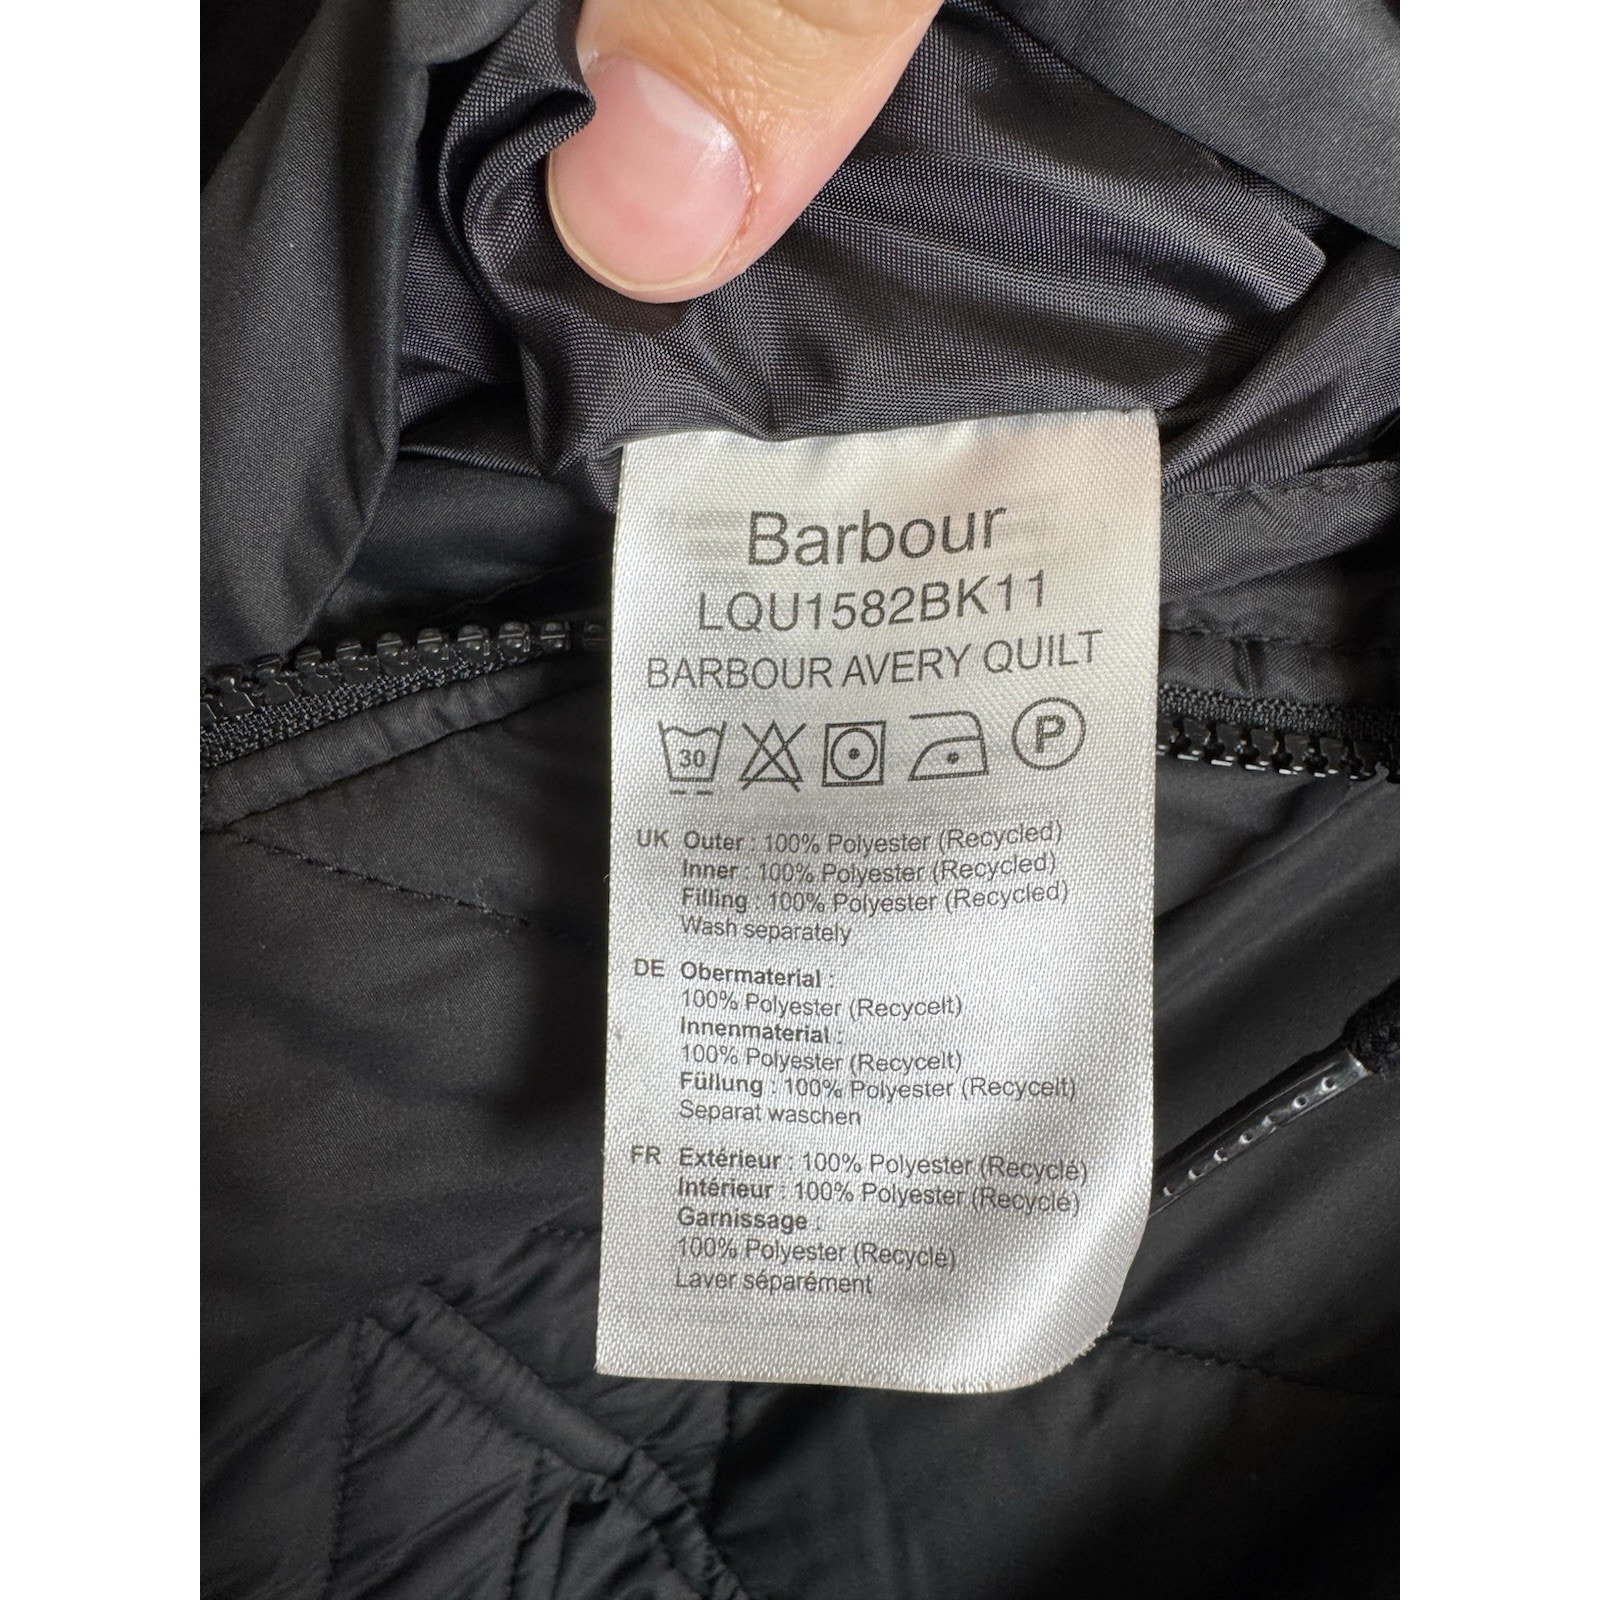 Barbour
LQU1582BK11
BARBOUR AVERY QUILT
30 P
UK Outer : 100% Polyester (Recycled)
Inner : 100% Polyester (Recycled)
Filling : 100% Polyester (Recycled)
Wash separately
DE Obermaterial :
100% Polyester (Recycelt)
Innenmaterial :
100% Polyester (Recycelt)
Füllung : 100% Polyester (Recycelt)
Separat waschen
FR Extérieur : 100% Polyester (Recyclé)
Intérieur : 100% Polyester (Recyclé)
Garnissage :
100% Polyester (Recyclé)
Laver séparément